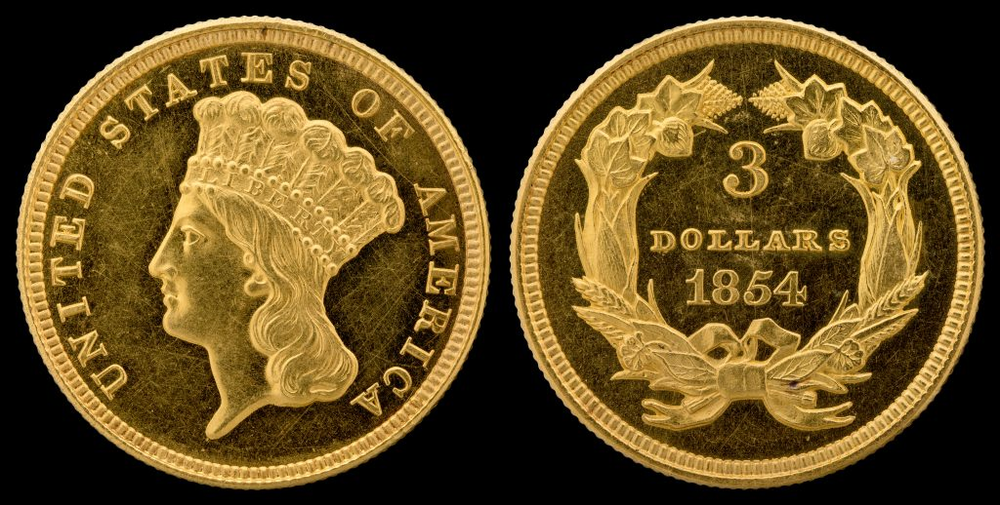 UNITED STATES OF AMERICA
LIBERTY
3
DOLLARS
1854